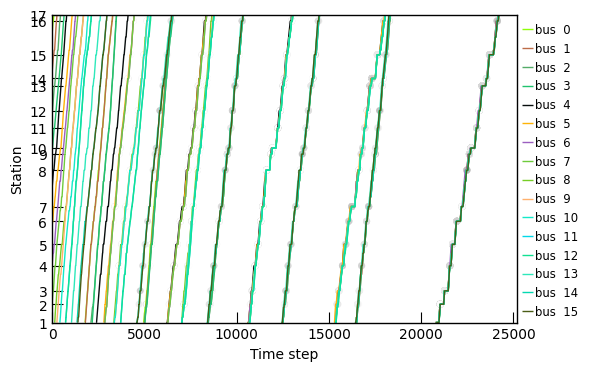 17
16
15
14
13
12
11
10
9
8
7
6
5
4
3
2
1
Station
0 5000 10000 15000 20000 25000
Time step
bus 0
bus 1
bus 2
bus 3
bus 4
bus 5
bus 6
bus 7
bus 8
bus 9
bus 10
bus 11
bus 12
bus 13
bus 14
bus 15